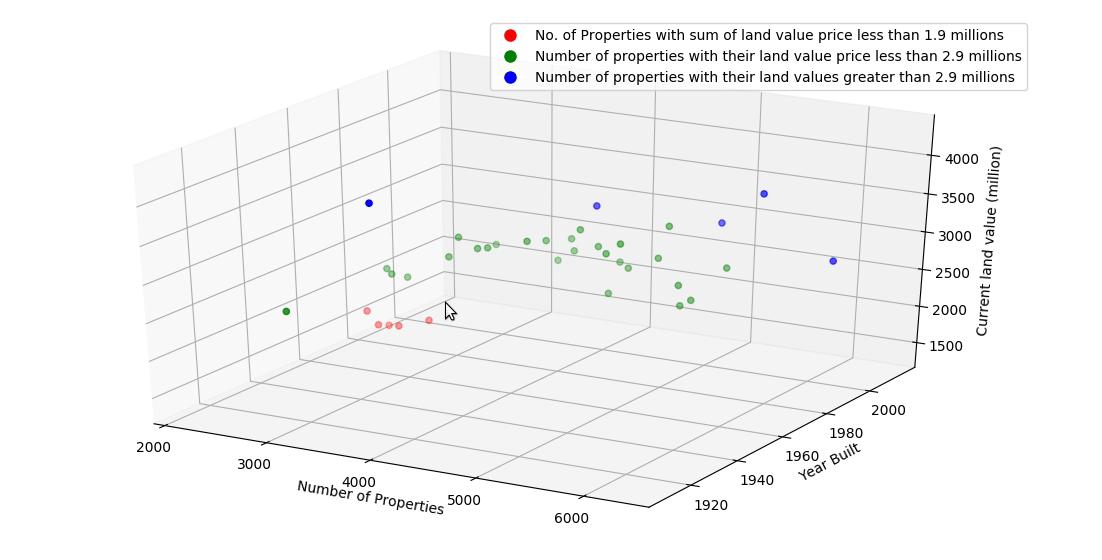 No. of Properties with sum of land value price less than 1.9 millions
Number of properties with their land value price less than 2.9 millions
Number of properties with their land values greater than 2.9 millions
4000
3500
3000
2500
2000
1500
Current land value (million)
2000
1980
1960
1940
1920
Year Built
2000
3000
4000
5000
6000
Number of Properties